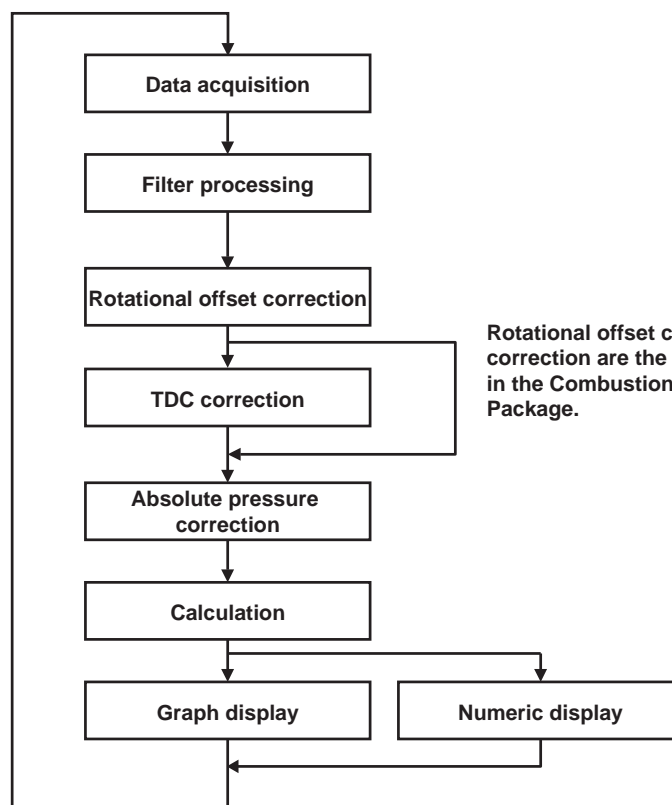 Data acquisition
Filter processing
Rotational offset correction
Rotational offset
correction are the
in the Combustion
Package.
TDC correction
Absolute pressure
correction
Calculation
Graph display
Numeric display